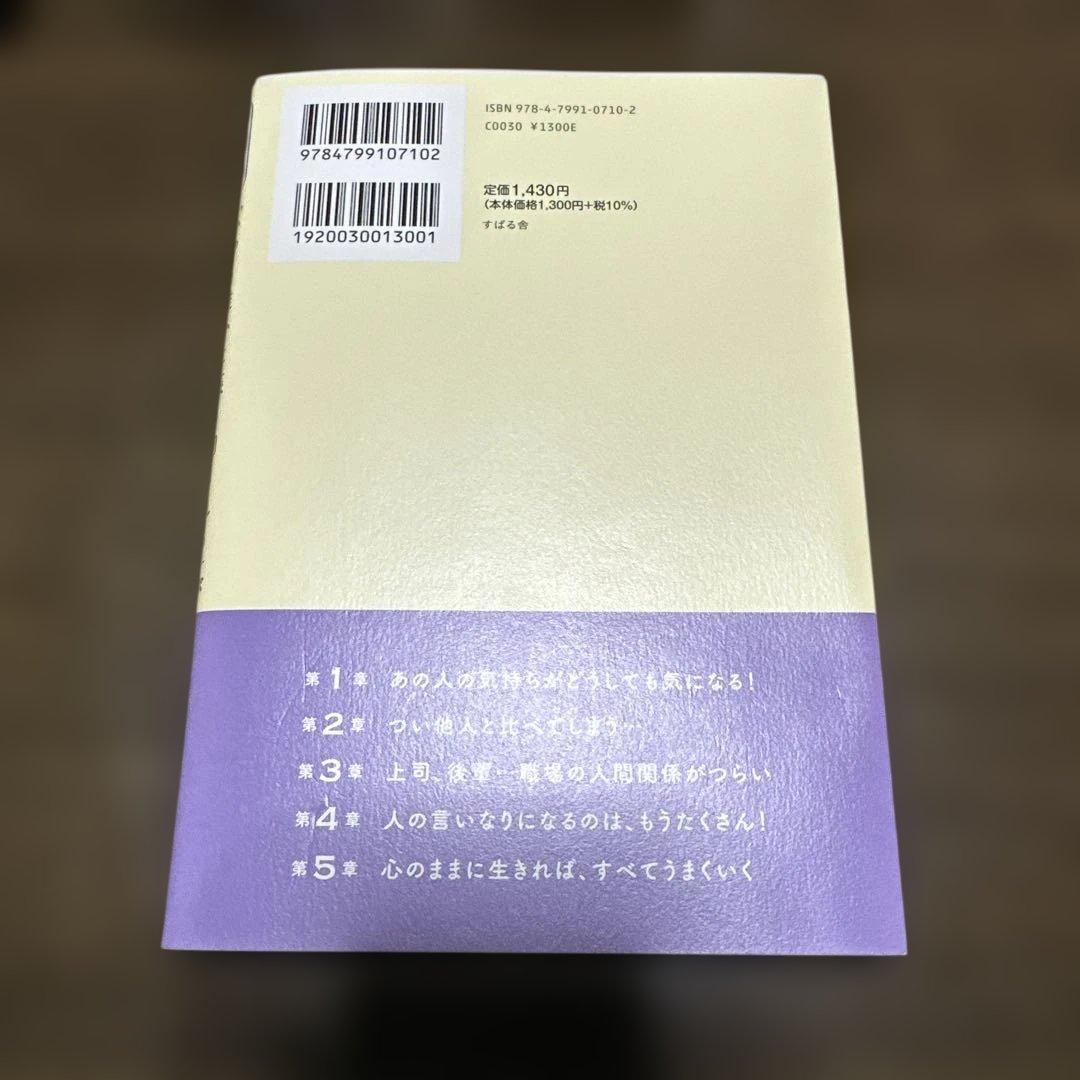 9784799107102
1920030013001
ISBN 978-4-7991-0710-2
C0030 ¥1300E
定価1,430円
（本体価格1,300円+税10%）
すばる舎
第1章 あの人の気持ちがどうしても気になる！
第2章 つい他人と比べてしまう…
第3章 上司、後輩…職場の人間関係がつらい
第4章 人の言いなりになるのは、もうたくさん！
第5章 心のままに生きれば、すべてうまくいく